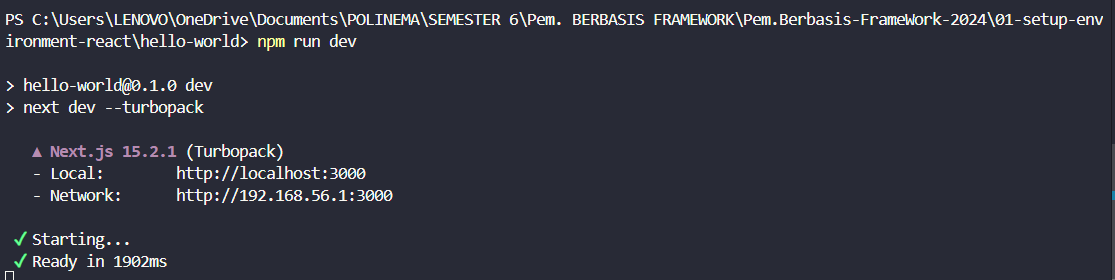 PS C:\Users\LENOVO\OneDrive\Documents\POLINEMA\SEMESTER 6\Pem. BERBASIS FRAMEWORK\Pem.Berbasis-FrameWork-2024\01-setup-env
ironment-react\hello-world> npm run dev
> hello-world@0.1.0 dev
> next dev --turbopack
▲ Next.js 15.2.1 (Turbopack)
- Local: http://localhost:3000
- Network: http://192.168.56.1:3000
✓ Starting...
✓ Ready in 1902ms